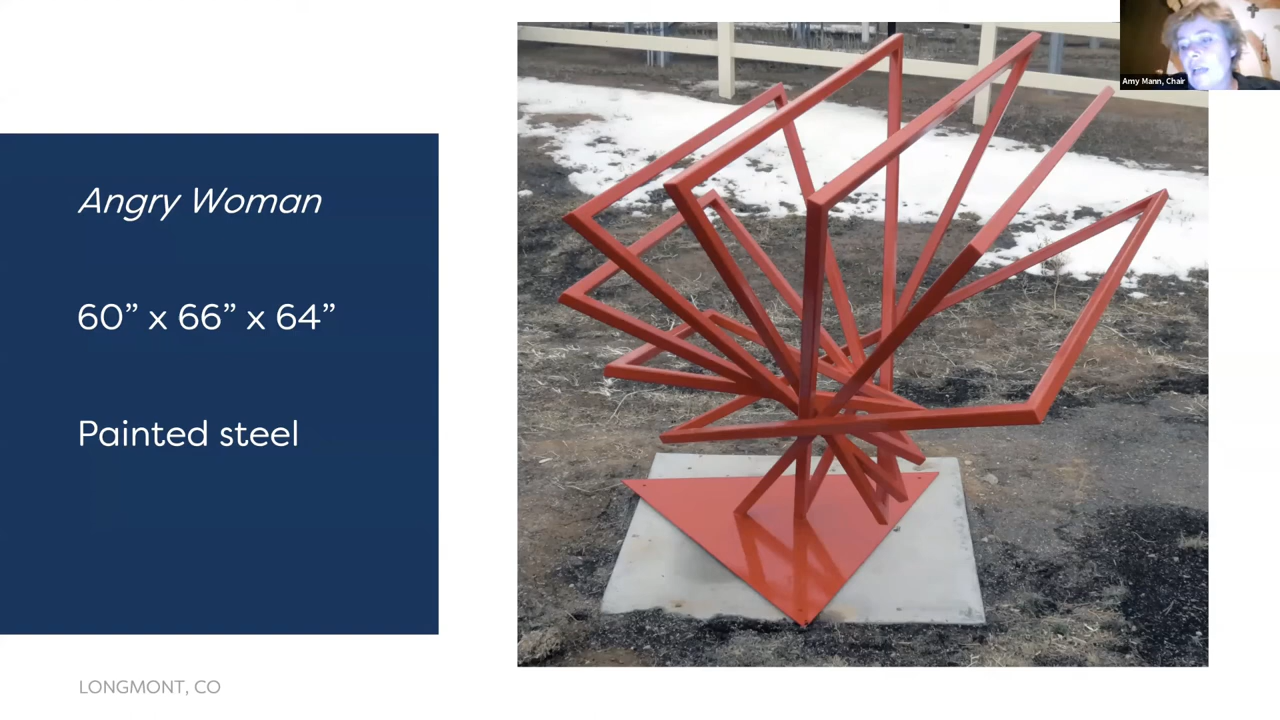 Amy Mann, Chair
Angry Woman
60” x 66” x 64”
Painted steel
LONGMONT, CO